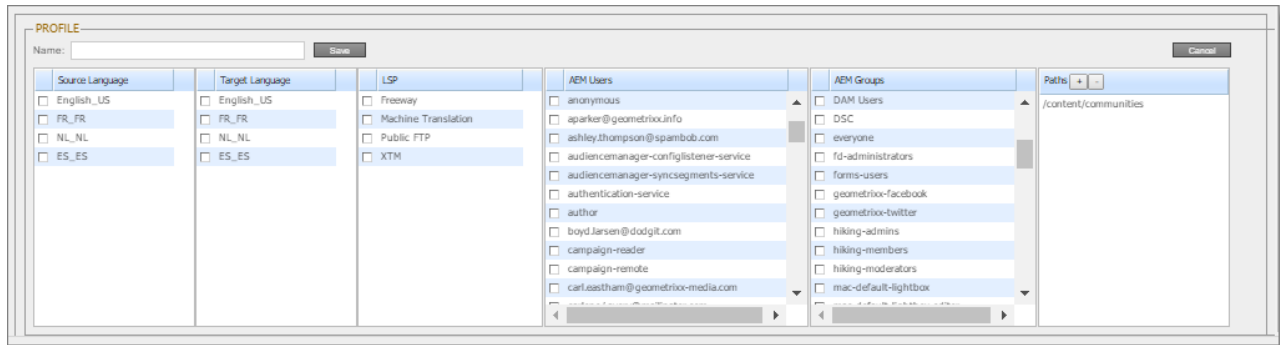 PROFILE
Name:
Save
Cancel
Source Language
English_US
FR_FR
NL_NL
ES_ES
Target Language
English_US
FR_FR
NL_NL
ES_ES
LSP
Freeway
Machine Translation
Public FTP
XTM
AEM Users
anonymous
aparker@geometrixx.info
ashley.thompson@spambob.com
audiencemanager-configlistener-service
audiencemanager-syncsegments-service
authentication-service
author
boyd.larsen@dodgit.com
campaign-reader
campaign-remote
carl.eastham@geometrixx-media.com
AEM Groups
DAM Users
DSC
everyone
fd-administrators
forms-users
geometrixx-facebook
geometrixx-twitter
hiking-admins
hiking-members
hiking-moderators
mac-default-lightbox
Paths + -
/content/communities